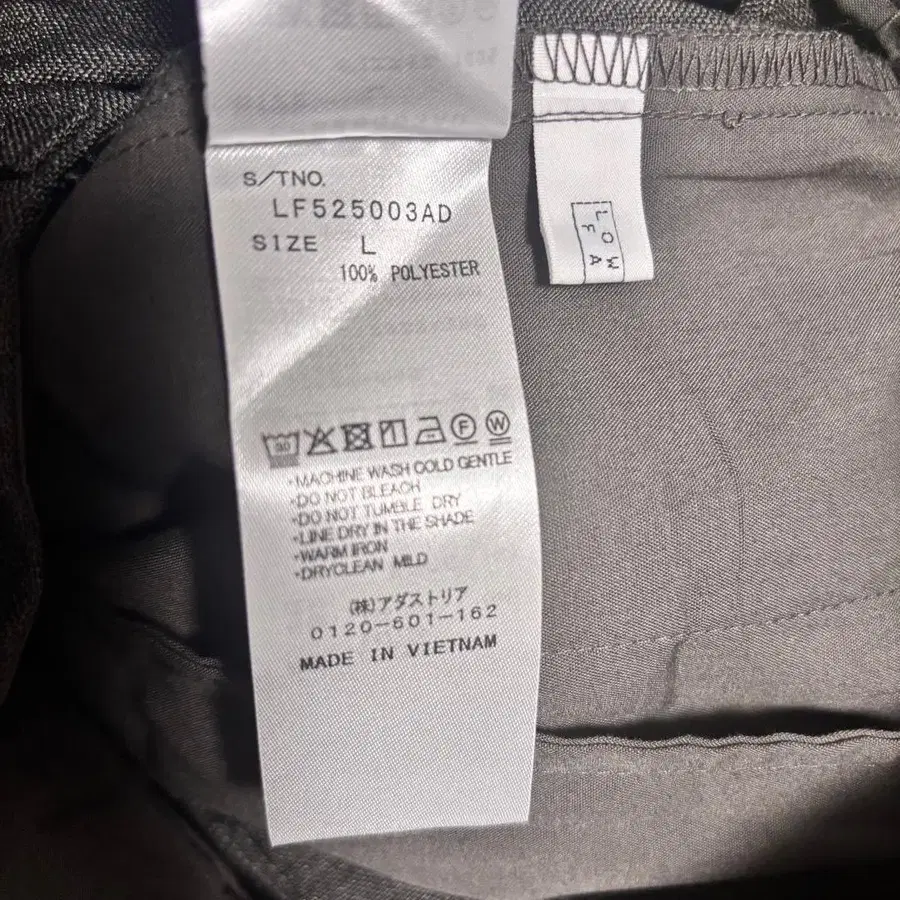 S/TNO.
LF525003AD
SIZE L
100% POLYESTER
30
F W
·MACHINE WASH COLD GENTLE
·DO NOT BLEACH
·DO NOT TUMBLE DRY
·LINE DRY IN THE SHADE
·WARM IRON
·DRYCLEAN MILD
(株)アダストリア
0120-601-162
MADE IN VIETNAM
LOW
FA